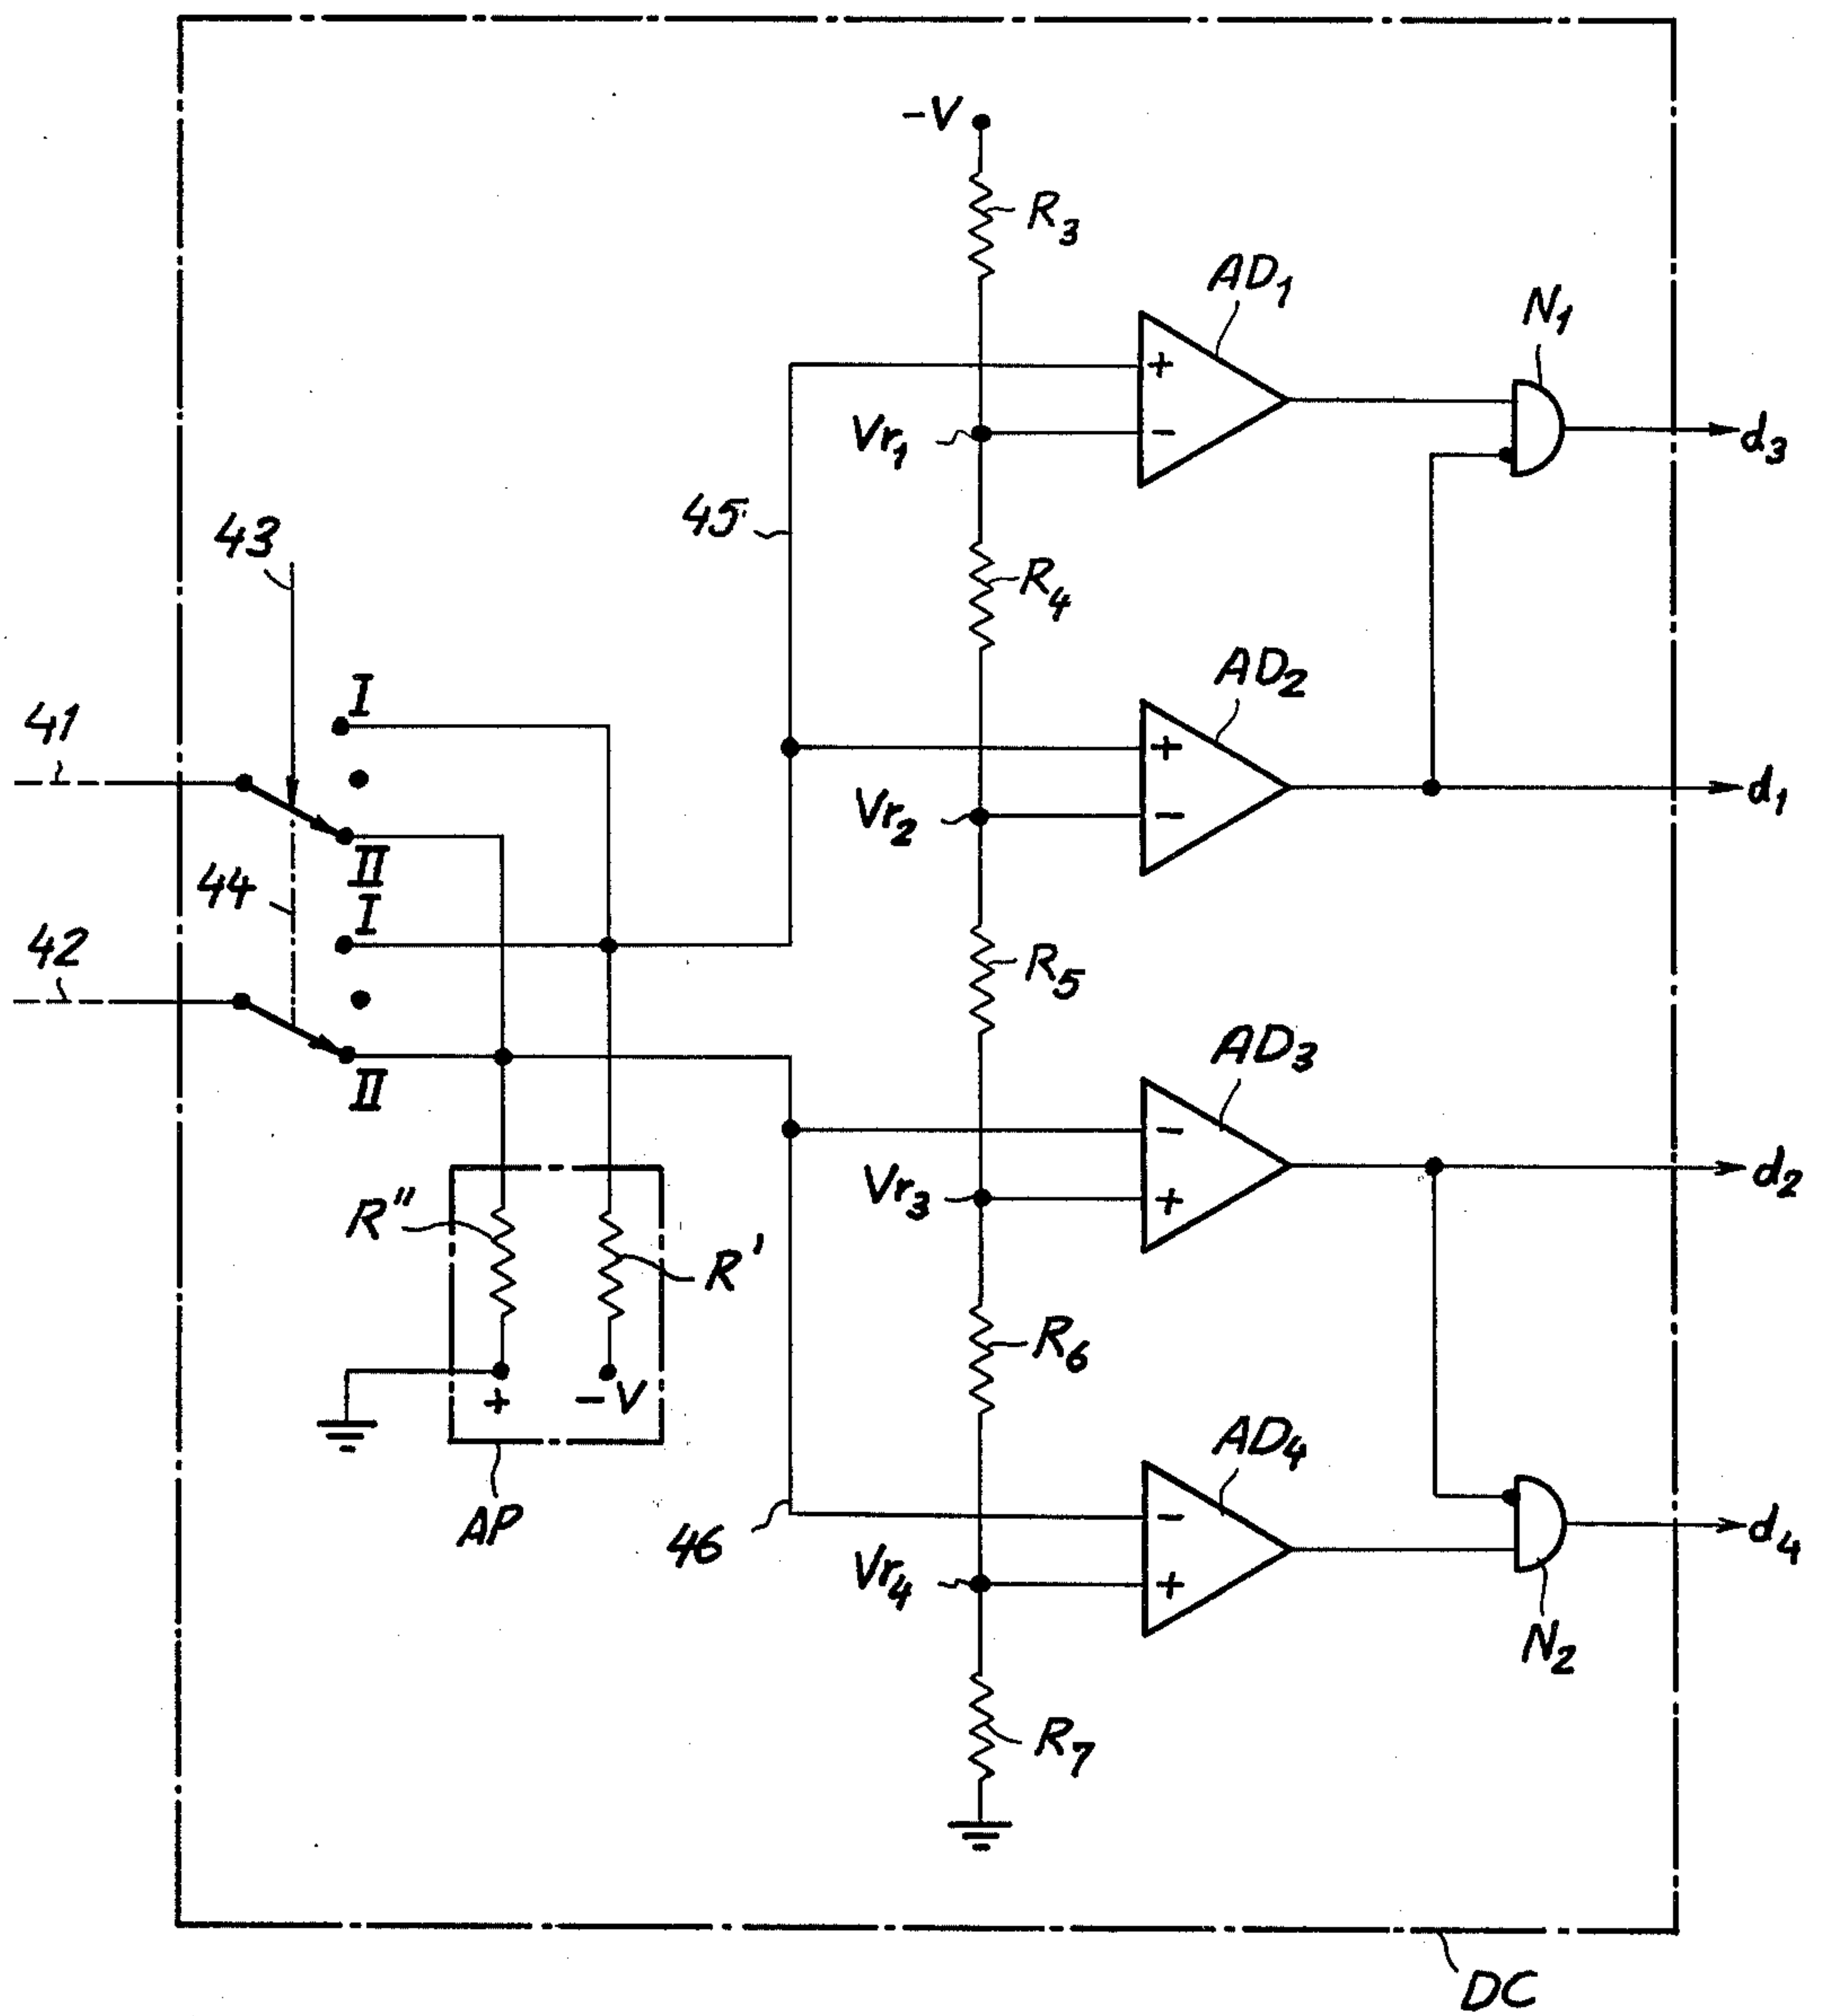 -V
R3
AD1
N1
+
Vr1
-
d3
45
43
R4
I
AD2
41
+
d1
Vr2
-
II
44
I
42
R5
AD3
II
-
d2
Vr3
+
R"
R'
R6
+
-V
AD4
AP
46
-
d4
Vr4
+
N2
R7
DC